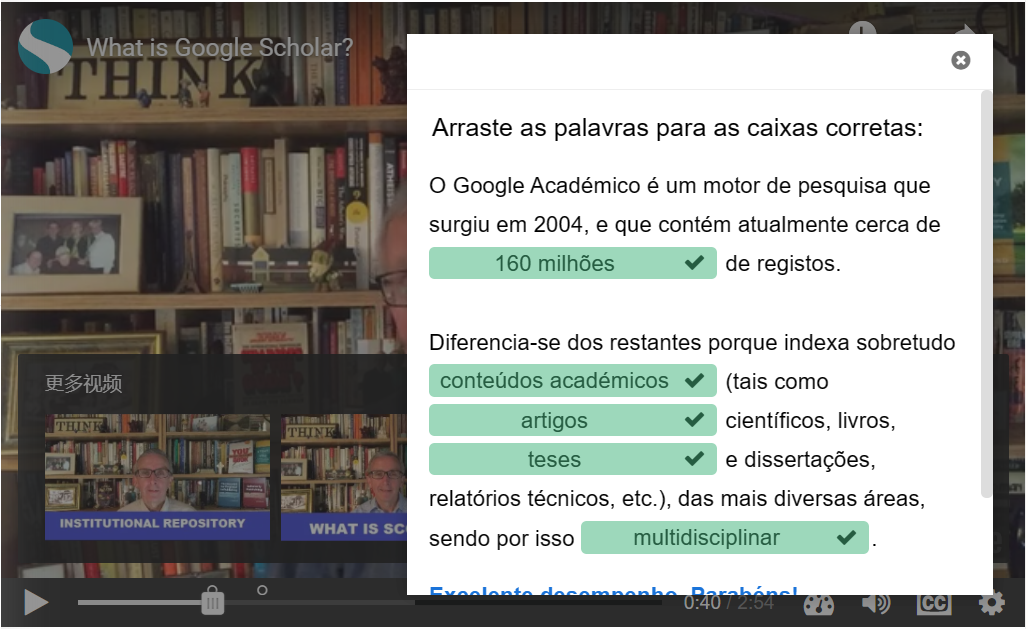 What is Google Scholar?
THINK
Arraste as palavras para as caixas corretas:
O Google Académico é um motor de pesquisa que
surgiu em 2004, e que contém atualmente cerca de
160 milhões de registos.
Diferencia-se dos restantes porque indexa sobretudo
conteúdos académicos (tais como
artigos científicos, livros,
teses e dissertações,
relatórios técnicos, etc.), das mais diversas áreas,
sendo por isso multidisciplinar.
Excelente desempenho. Parabéns!
更多视频
THINK
INSTITUTIONAL REPOSITORY
THINK
WHAT IS SC
0:40 / 2:54
CC